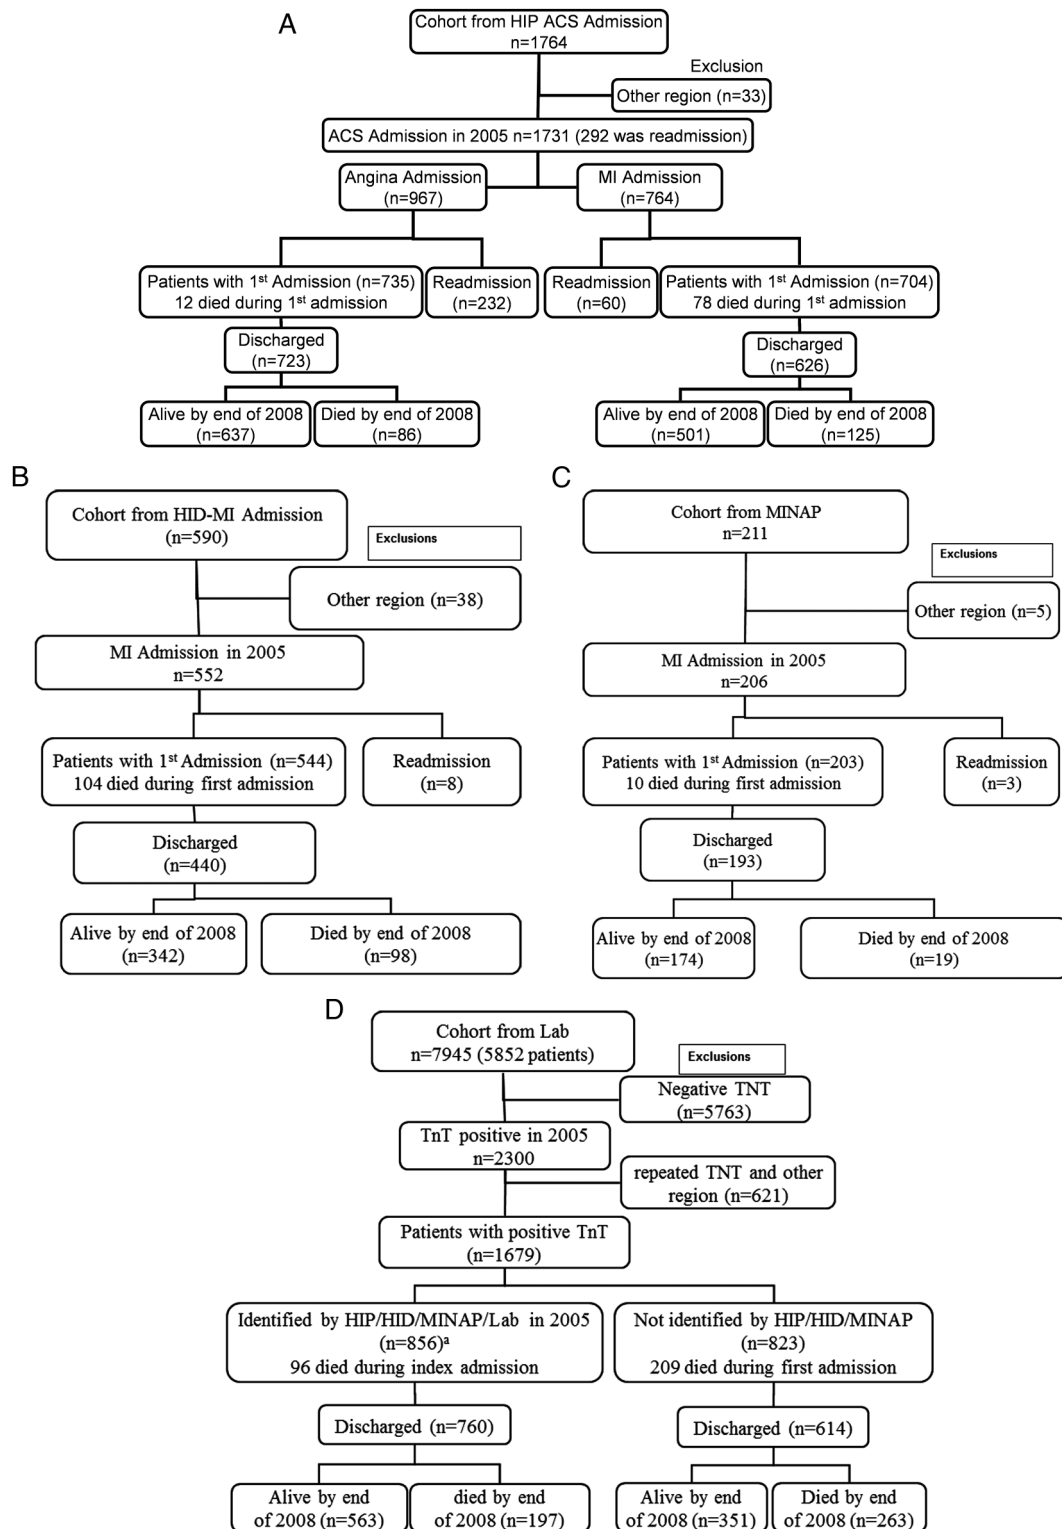 A
Cohort from HIP ACS Admission
n=1764
Exclusion
Other region (n=33)
ACS Admission in 2005 n=1731 (292 was readmission)
Angina Admission
(n=967)
MI Admission
(n=764)
Patients with 1st Admission (n=735)
12 died during 1st admission
Readmission
(n=232)
Readmission
(n=60)
Patients with 1st Admission (n=704)
78 died during 1st admission
Discharged
(n=723)
Discharged
(n=626)
Alive by end of 2008
(n=637)
Died by end of 2008
(n=86)
Alive by end of 2008
(n=501)
Died by end of 2008
(n=125)
B
Cohort from HID-MI Admission
(n=590)
Exclusions
Other region (n=38)
MI Admission in 2005
n=552
Patients with 1st Admission (n=544)
104 died during first admission
Readmission
(n=8)
Discharged
(n=440)
Alive by end of 2008
(n=342)
Died by end of 2008
(n=98)
C
Cohort from MINAP
n=211
Exclusions
Other region (n=5)
MI Admission in 2005
n=206
Patients with 1st Admission (n=203)
10 died during first admission
Readmission
(n=3)
Discharged
(n=193)
Alive by end of 2008
(n=174)
Died by end of 2008
(n=19)
D
Cohort from Lab
n=7945 (5852 patients)
Exclusions
Negative TNT
(n=5763)
TnT positive in 2005
n=2300
repeated TNT and other
region (n=621)
Patients with positive TnT
(n=1679)
Identified by HIP/HID/MINAP/Lab in 2005
(n=856)a
96 died during index admission
Not identified by HIP/HID/MINAP
(n=823)
209 died during first admission
Discharged (n=760)
Discharged (n=614)
Alive by end
of 2008 (n=563)
died by end
of 2008 (n=197)
Alive by end
of 2008 (n=351)
Died by end
of 2008 (n=263)